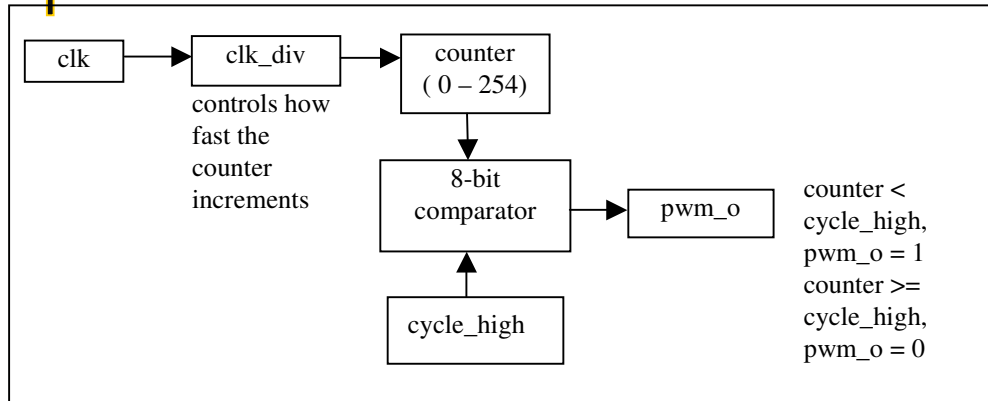 clk
clk_div
counter
( 0 – 254)
controls how
fast the
counter
increments
8-bit
comparator
pwm_o
counter <
cycle_high,
pwm_o = 1
counter >=
cycle_high,
pwm_o = 0
cycle_high